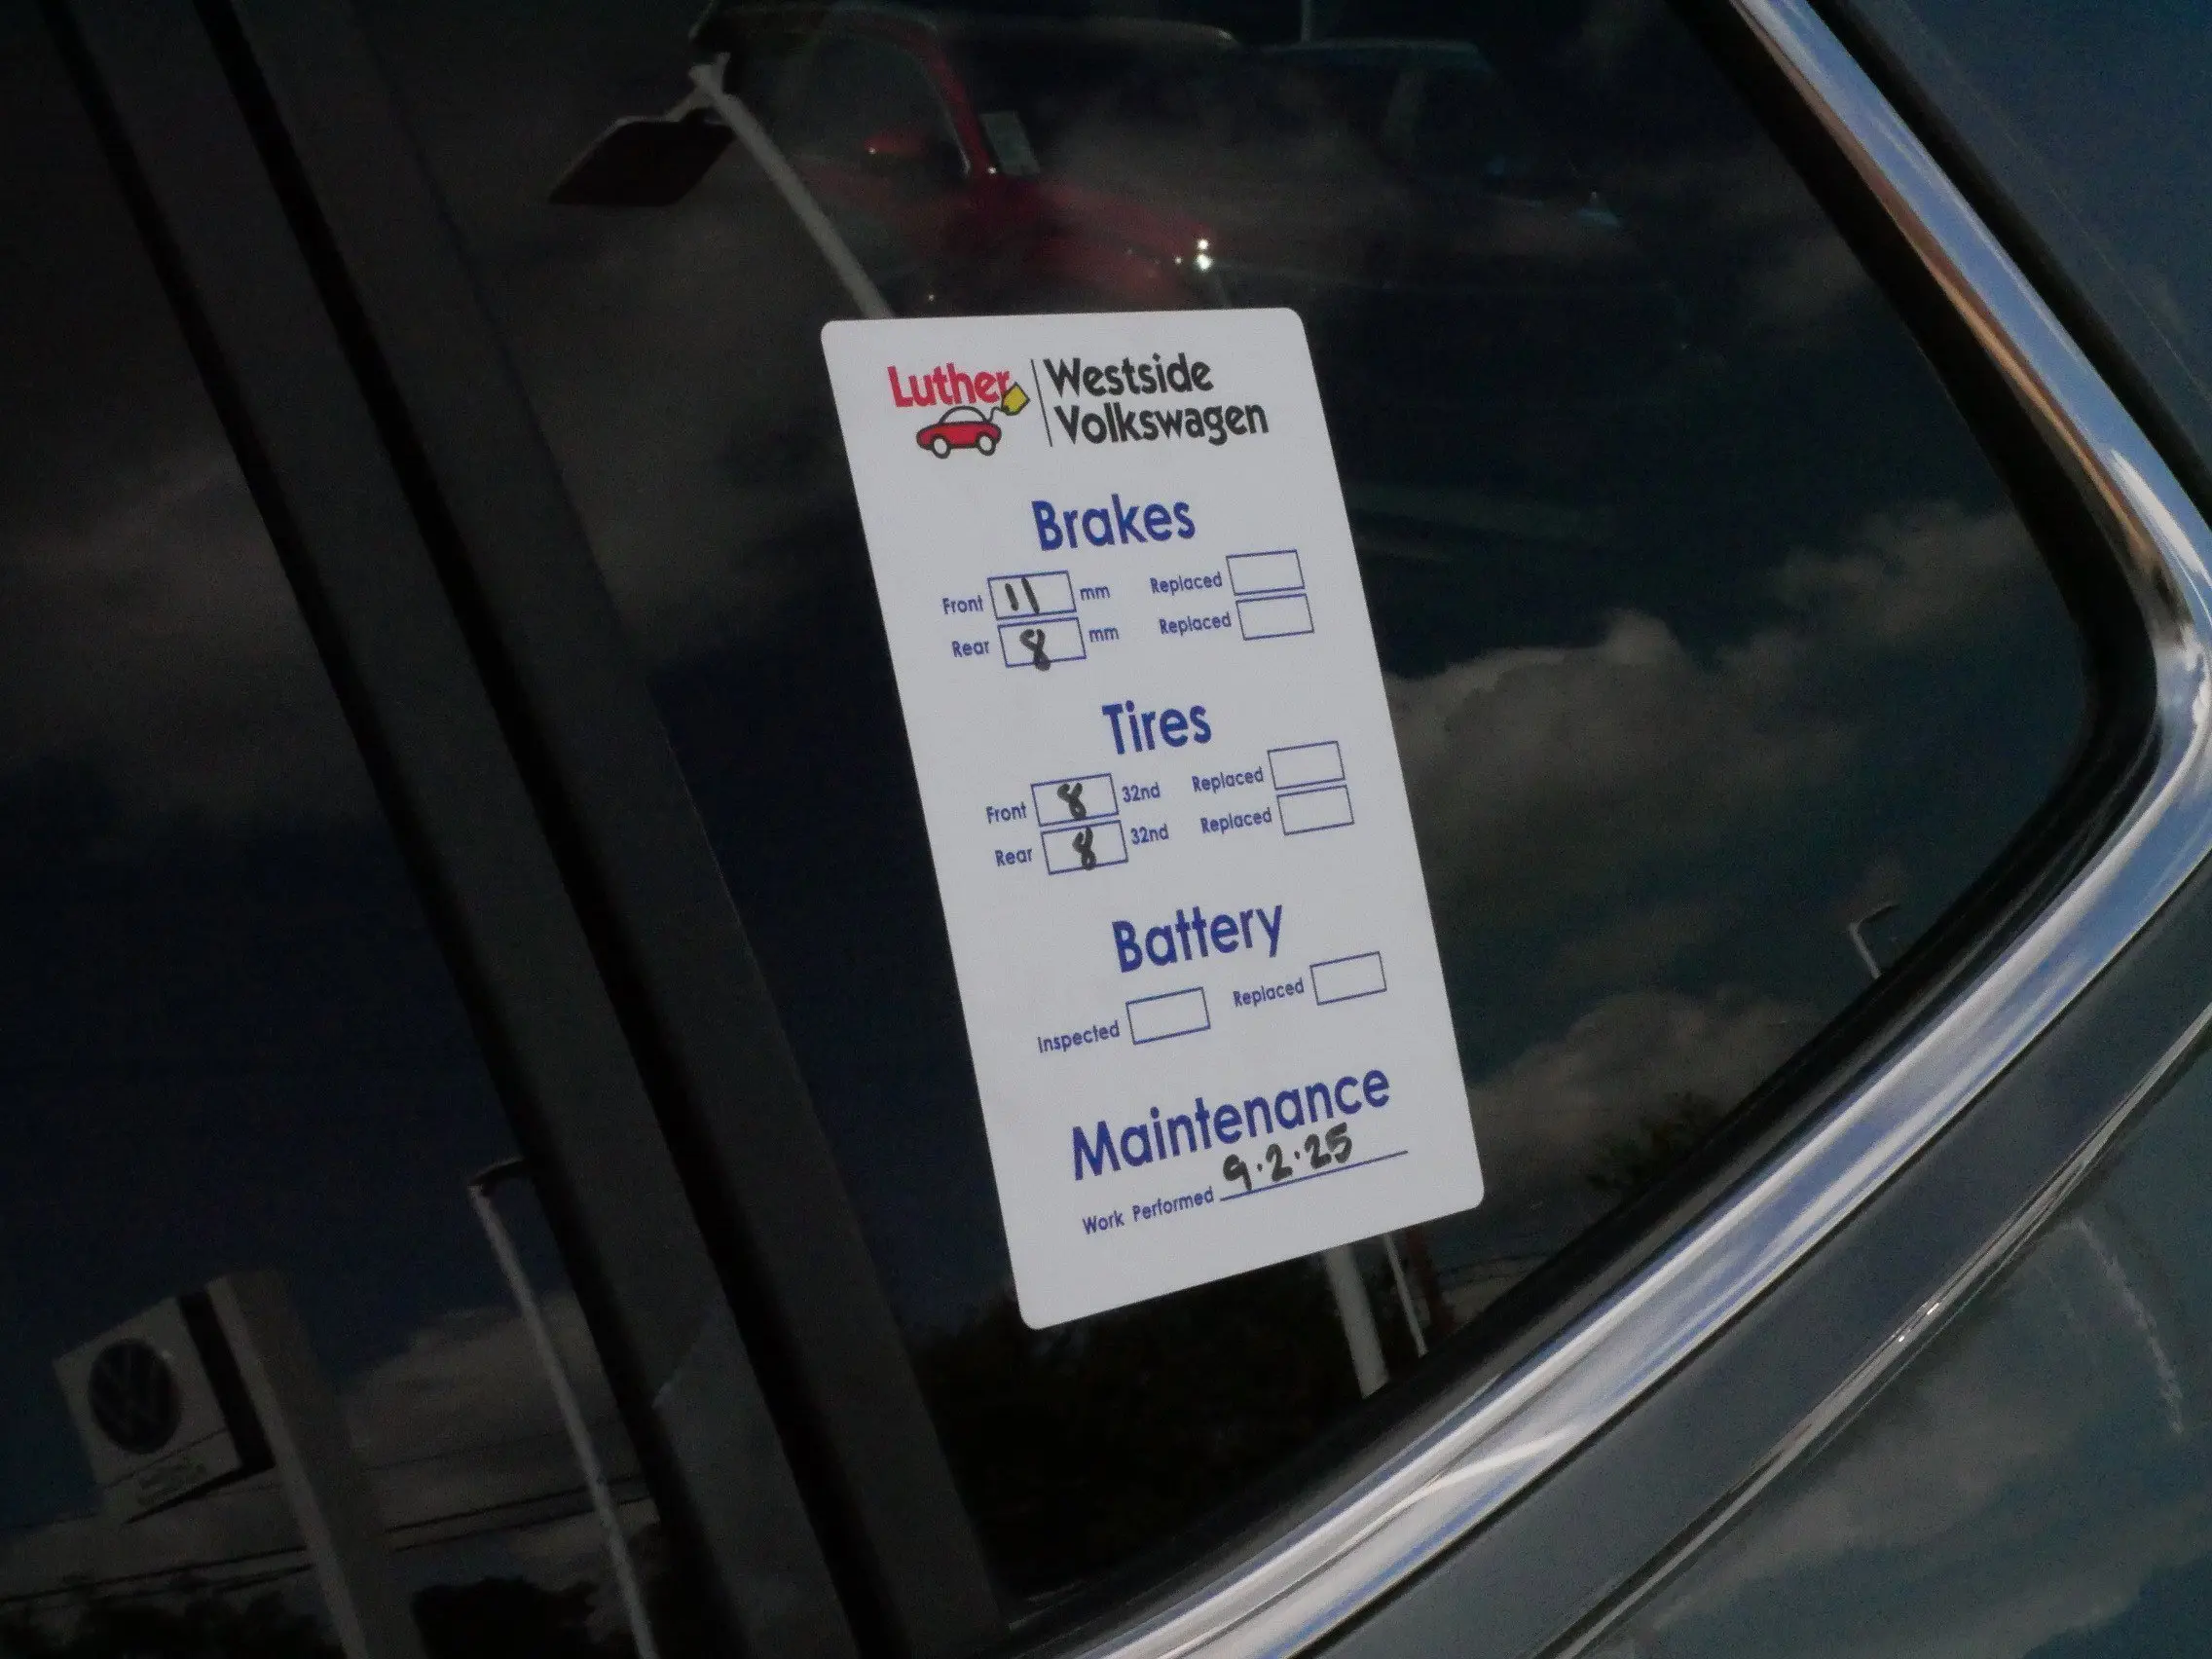 Luther Westside
Volkswagen
Brakes
Front 11 mm Replaced
Rear 8 mm Replaced
Tires
Front 8 32nd Replaced
Rear 8 32nd Replaced
Battery
Inspected Replaced
Maintenance
Work Performed 9.2.25